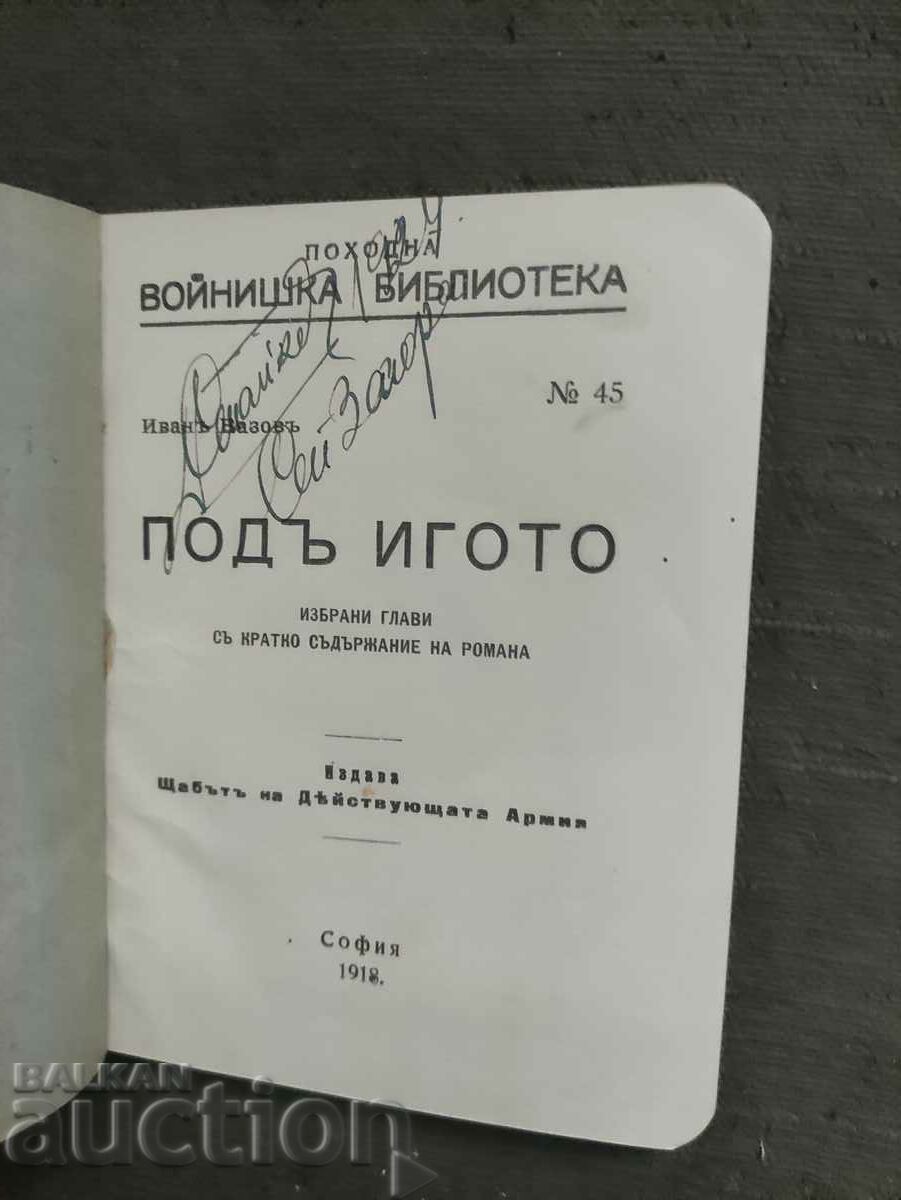 ПОХОДНА
ВОЙНИШКА БИБЛИОТЕКА
№ 45
Иванъ Вазовъ
ПОДЪ ИГОТО
ИЗБРАНИ ГЛАВИ
СЪ КРАТКО СЪДЪРЖАНИЕ НА РОМАНА
Издава
Щабътъ на Дѣйствующата Армия
София
1918.
BALKAN
auction